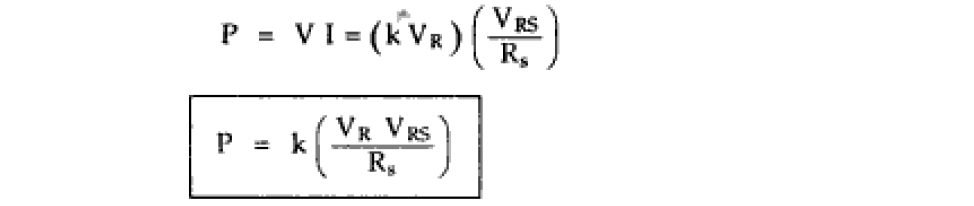 P = V I = (k V_R) (V_RS / R_s)
P = k (V_R V_RS / R_s)